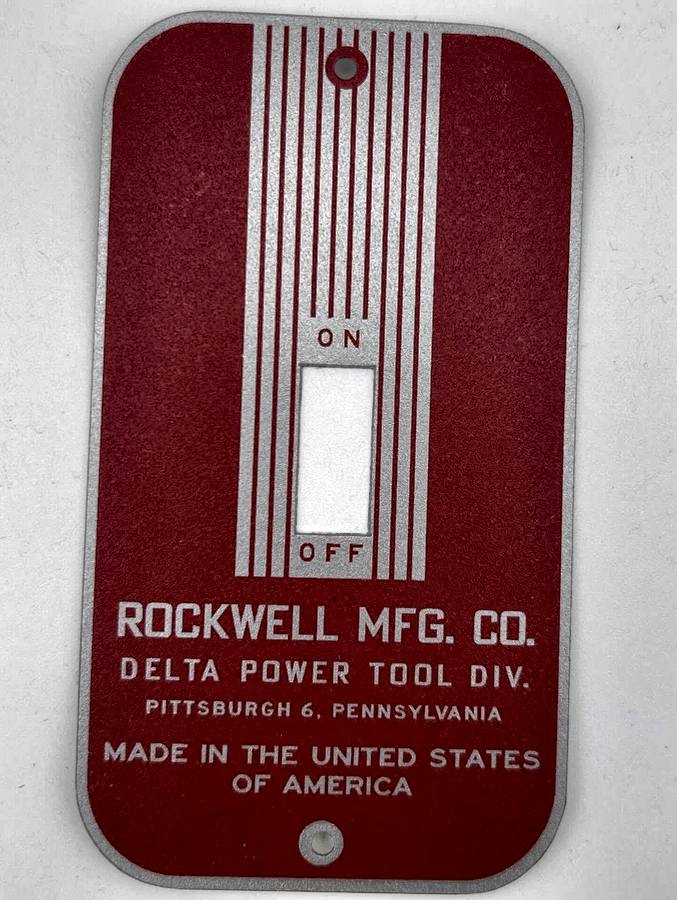 ON
OFF
ROCKWELL MFG. CO.
DELTA POWER TOOL DIV.
PITTSBURGH 6, PENNSYLVANIA
MADE IN THE UNITED STATES
OF AMERICA